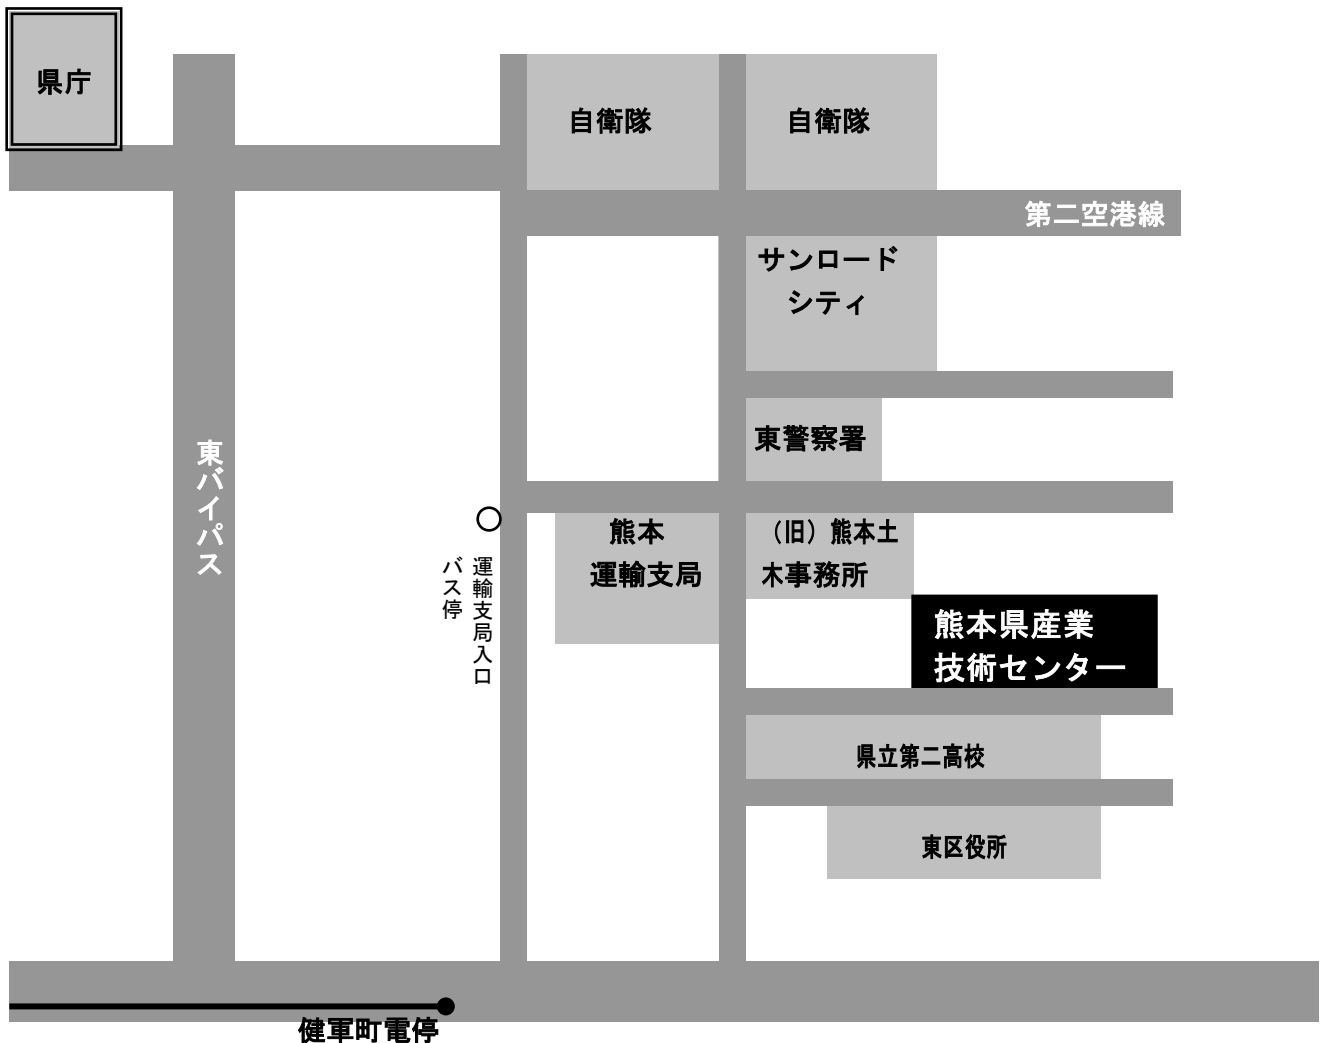 県庁
自衛隊
自衛隊
第二空港線
サンロード
シティ
東バイパス
東警察署
熊本
運輸支局
（旧）熊本土
木事務所
運輸支局入口
バス停
熊本県産業
技術センター
県立第二高校
東区役所
健軍町電停